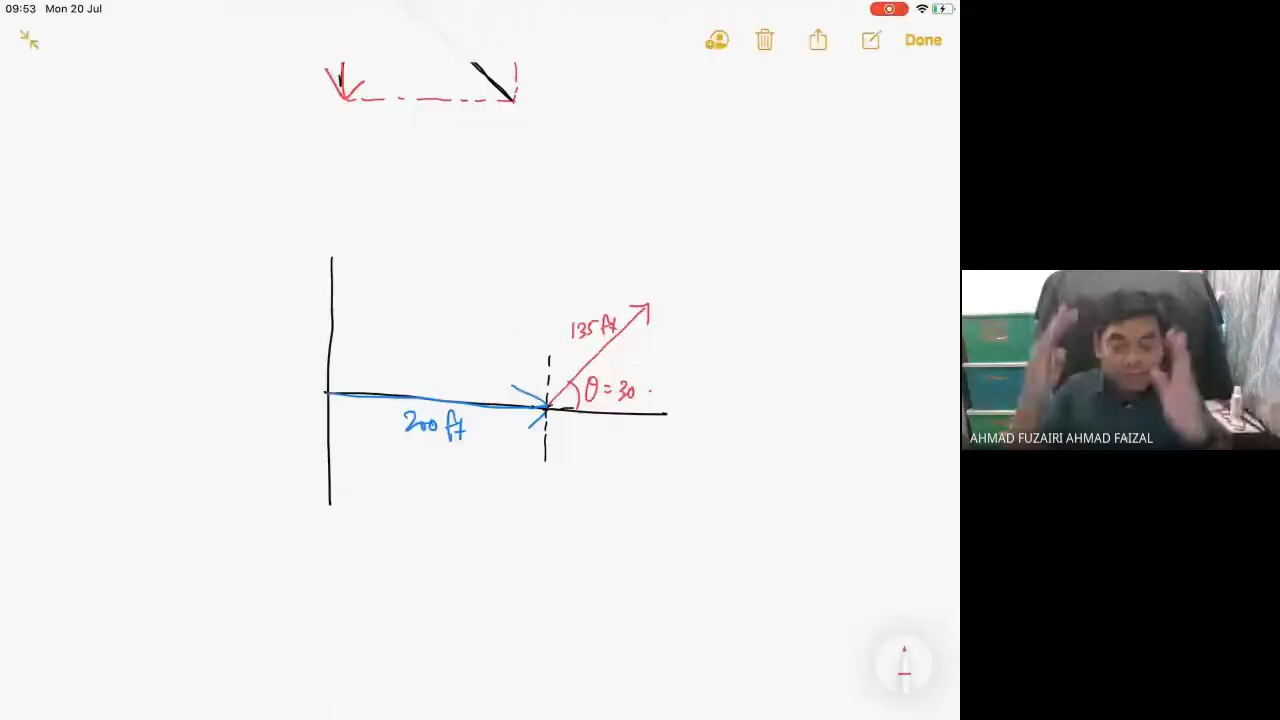 09:53 Mon 20 Jul
Done
135 ft
θ = 30
200 ft
AHMAD FUZAIRI AHMAD FAIZAL